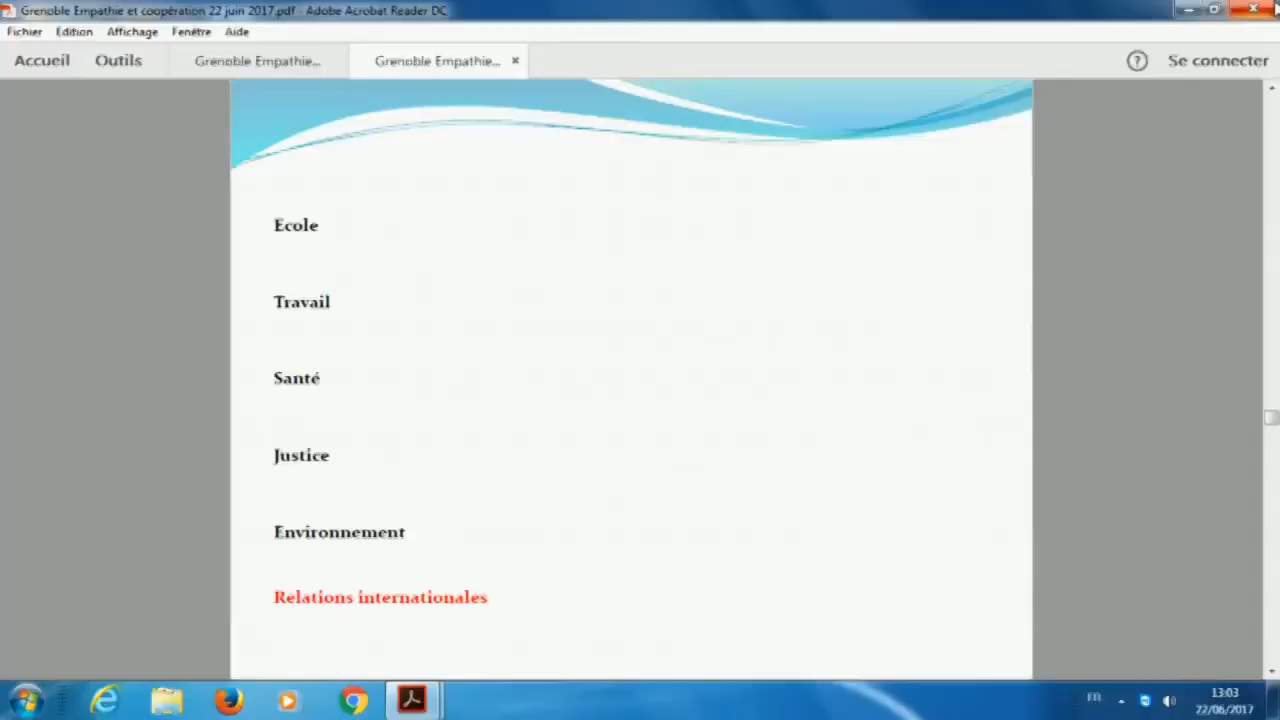 Grenoble Empathie et coopération 22 juin 2017.pdf - Adobe Acrobat Reader DC
Fichier Edition Affichage Fenêtre Aide
Accueil Outils Grenoble Empathie... Grenoble Empathie... × ? Se connecter
Ecole
Travail
Santé
Justice
Environnement
Relations internationales
FR 13:03
22/06/2017